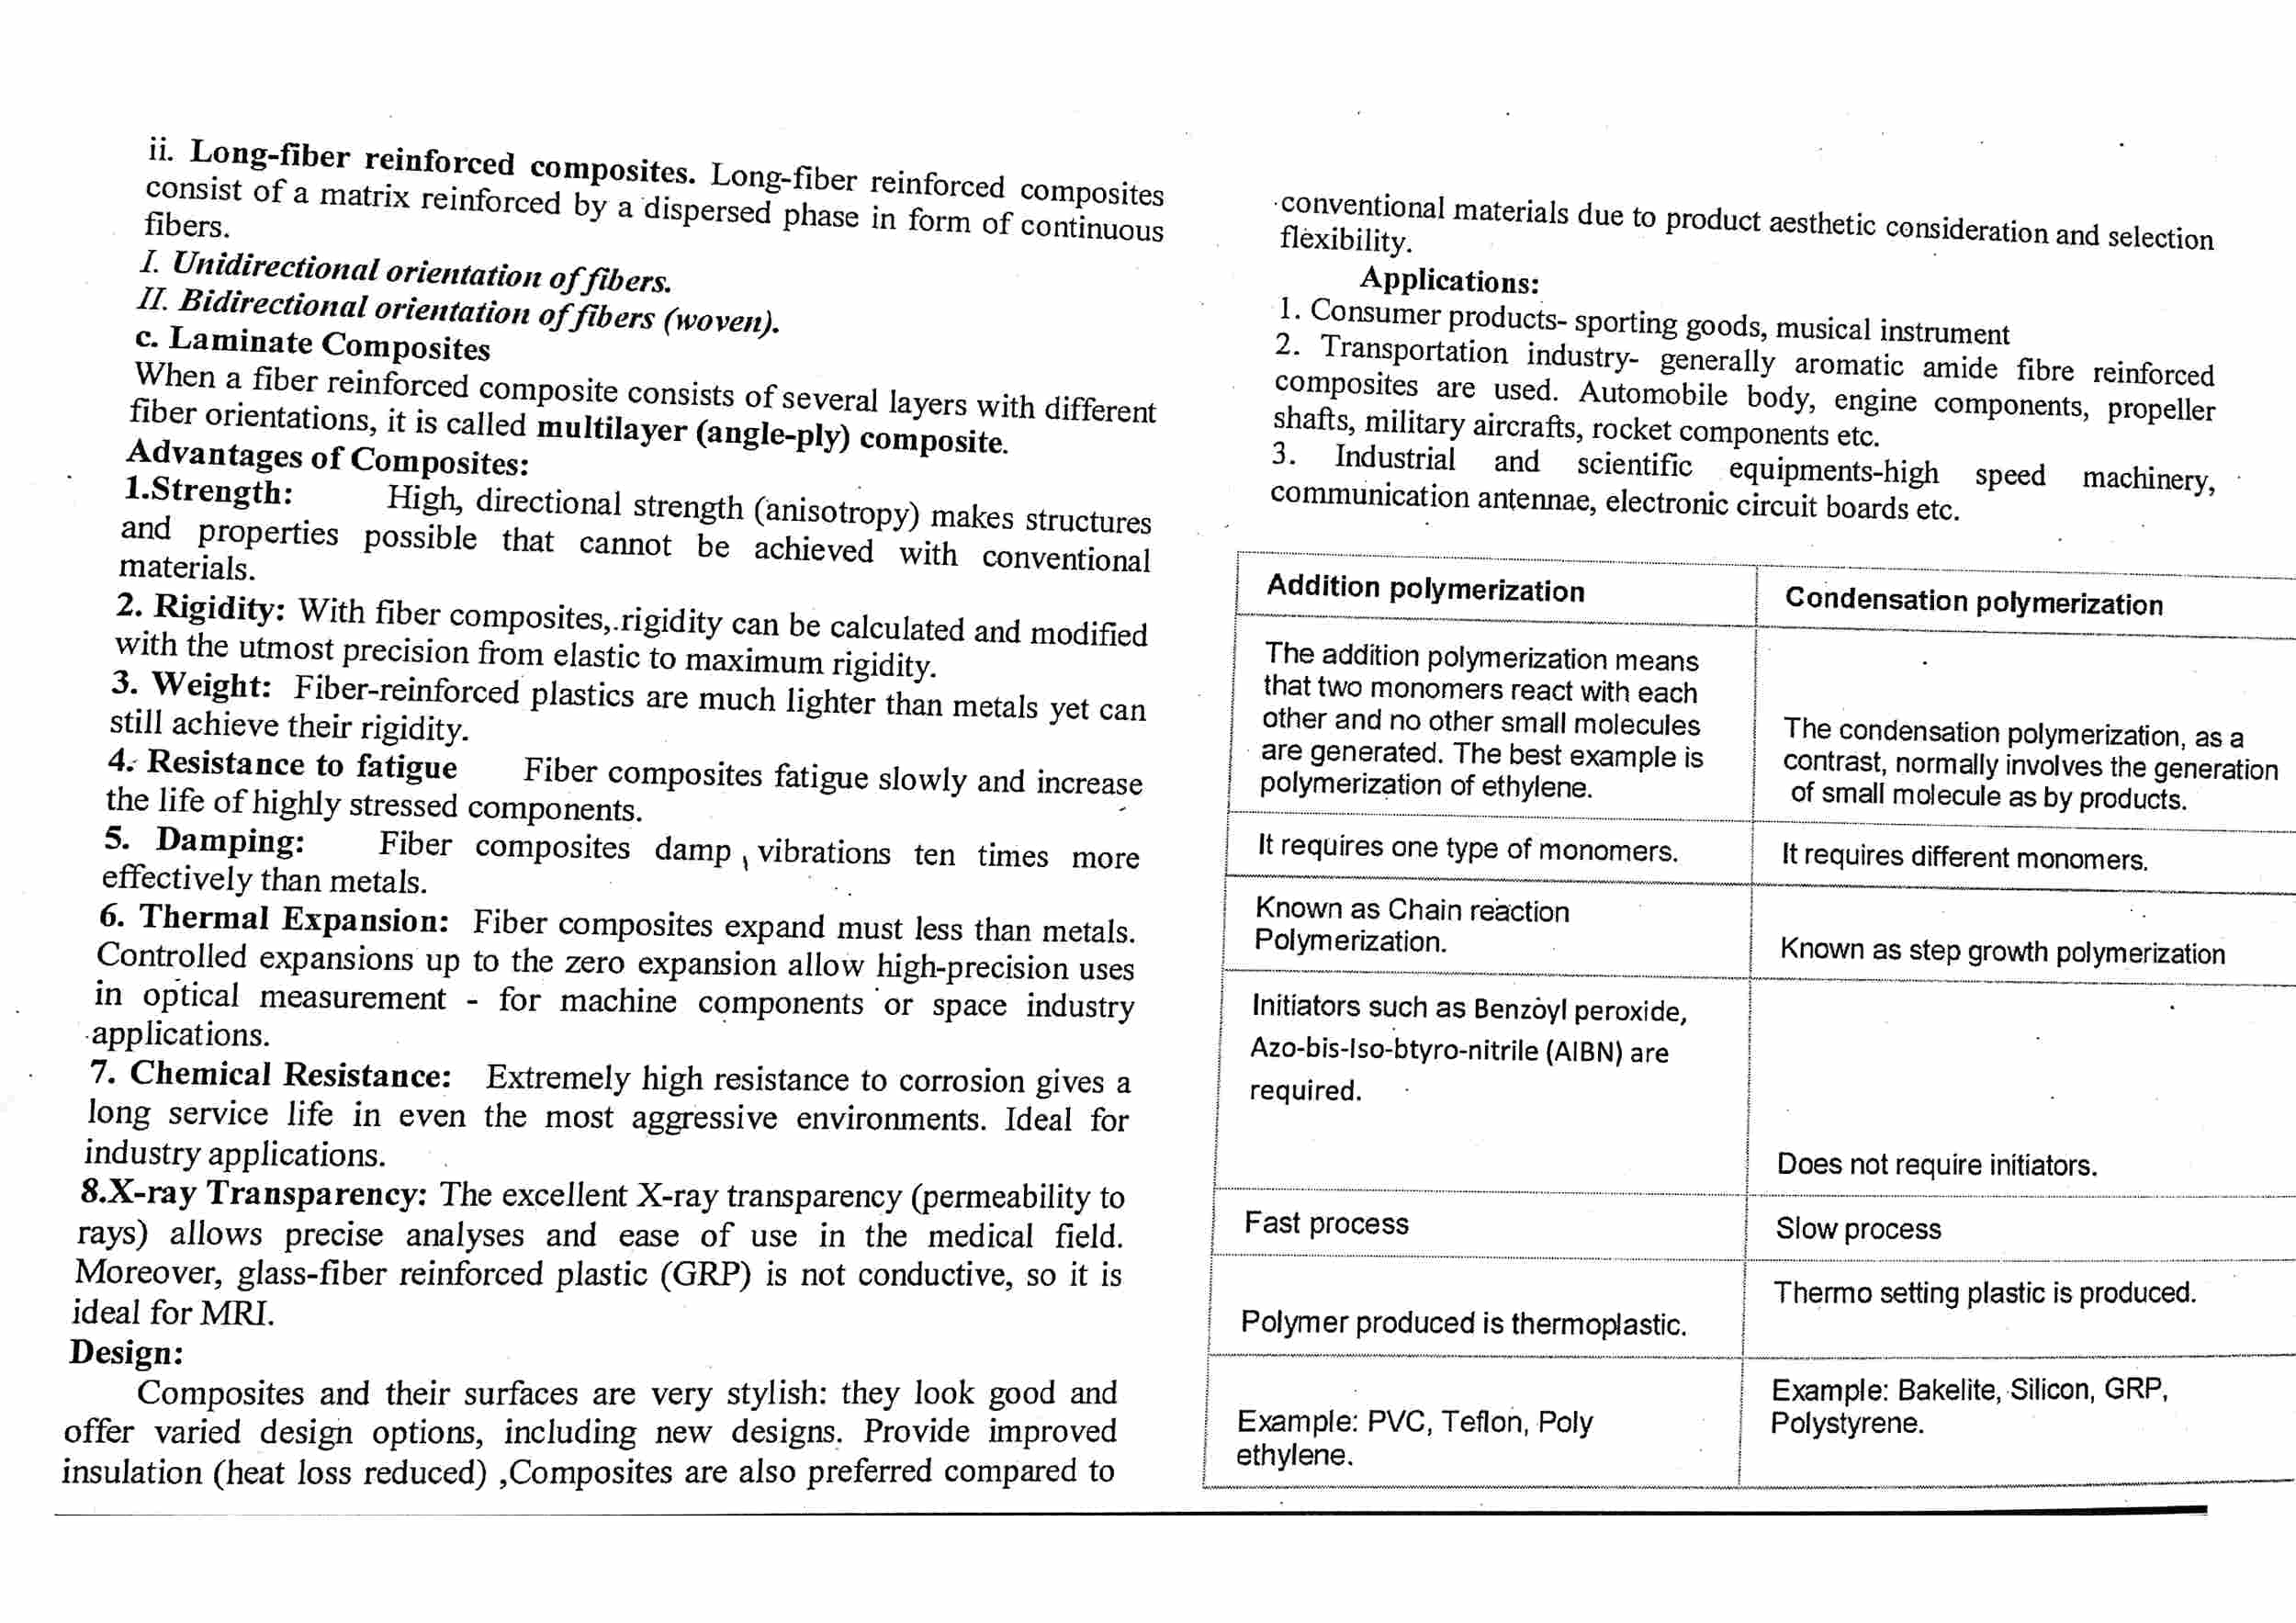 ii. Long-fiber reinforced composites. Long-fiber reinforced composites
consist of a matrix reinforced by a dispersed phase in form of continuous
fibers.
I. Unidirectional orientation of fibers.
II. Bidirectional orientation of fibers (woven).
c. Laminate Composites
When a fiber reinforced composite consists of several layers with different
fiber orientations, it is called multilayer (angle-ply) composite.
Advantages of Composites:
1.Strength: High, directional strength (anisotropy) makes structures
and properties possible that cannot be achieved with conventional
materials.
2. Rigidity: With fiber composites, rigidity can be calculated and modified
with the utmost precision from elastic to maximum rigidity.
3. Weight: Fiber-reinforced plastics are much lighter than metals yet can
still achieve their rigidity.
4. Resistance to fatigue Fiber composites fatigue slowly and increase
the life of highly stressed components.
5. Damping: Fiber composites damp vibrations ten times more
effectively than metals.
6. Thermal Expansion: Fiber composites expand must less than metals.
Controlled expansions up to the zero expansion allow high-precision uses
in optical measurement - for machine components or space industry
applications.
7. Chemical Resistance: Extremely high resistance to corrosion gives a
long service life in even the most aggressive environments. Ideal for
industry applications.
8.X-ray Transparency: The excellent X-ray transparency (permeability to
rays) allows precise analyses and ease of use in the medical field.
Moreover, glass-fiber reinforced plastic (GRP) is not conductive, so it is
ideal for MRI.
Design:
Composites and their surfaces are very stylish: they look good and
offer varied design options, including new designs. Provide improved
insulation (heat loss reduced) ,Composites are also preferred compared to
conventional materials due to product aesthetic consideration and selection
flexibility.
Applications:
1. Consumer products- sporting goods, musical instrument
2. Transportation industry- generally aromatic amide fibre reinforced
composites are used. Automobile body, engine components, propeller
shafts, military aircrafts, rocket components etc.
3. Industrial and scientific equipments-high speed machinery,
communication antennae, electronic circuit boards etc.
Addition polymerization
Condensation polymerization
The addition polymerization means
that two monomers react with each
other and no other small molecules
are generated. The best example is
polymerization of ethylene.
The condensation polymerization, as a
contrast, normally involves the generation
of small molecule as by products.
It requires one type of monomers.
It requires different monomers.
Known as Chain reaction
Polymerization.
Known as step growth polymerization
Initiators such as Benzoyl peroxide,
Azo-bis-Iso-btyro-nitrile (AIBN) are
required.
Does not require initiators.
Fast process
Slow process
Polymer produced is thermoplastic.
Thermo setting plastic is produced.
Example: PVC, Teflon, Poly
ethylene.
Example: Bakelite, Silicon, GRP,
Polystyrene.